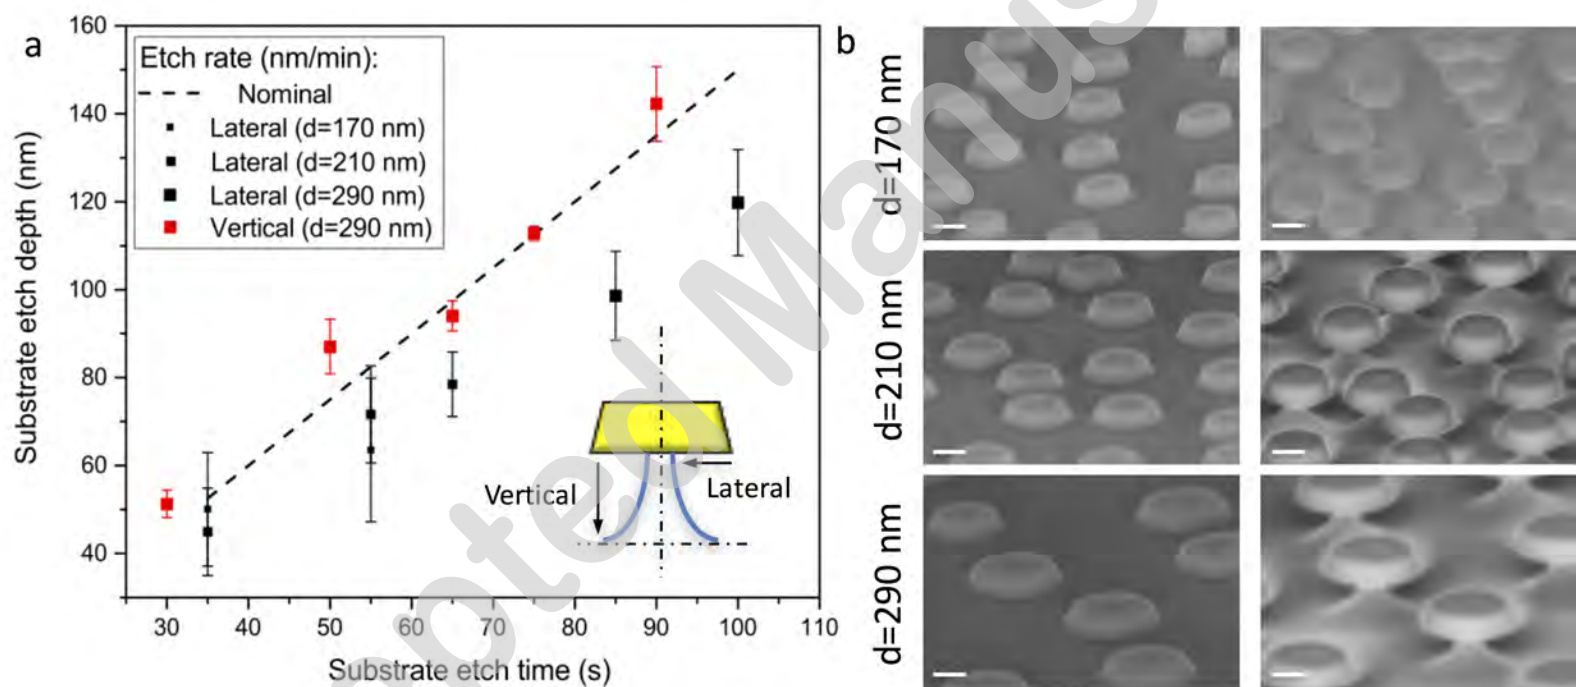 a
Etch rate (nm/min):
Nominal
Lateral (d=170 nm)
Lateral (d=210 nm)
Lateral (d=290 nm)
Vertical (d=290 nm)
Substrate etch depth (nm)
160
140
120
100
80
60
40
Vertical
Lateral
30
40
50
60
70
80
90
100
110
Substrate etch time (s)
b
d=170 nm
d=210 nm
d=290 nm
epted Manus